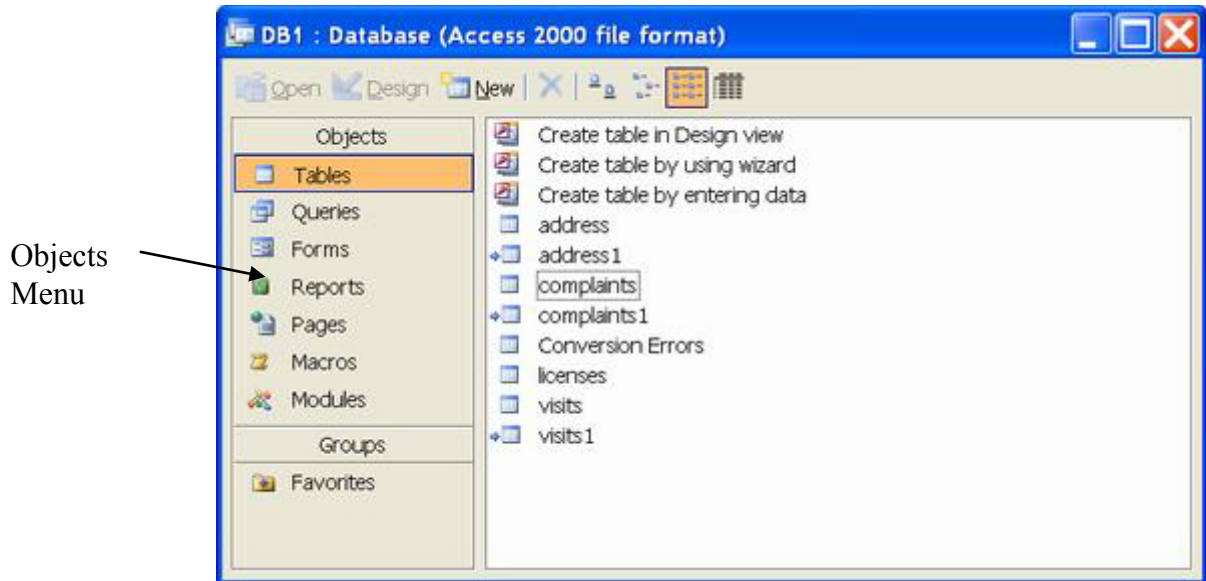 DB1 : Database (Access 2000 file format)
Open Design New
Objects
Tables
Queries
Forms
Reports
Pages
Macros
Modules
Groups
Favorites
Create table in Design view
Create table by using wizard
Create table by entering data
address
address1
complaints
complaints1
Conversion Errors
licenses
visits
visits1
Objects
Menu